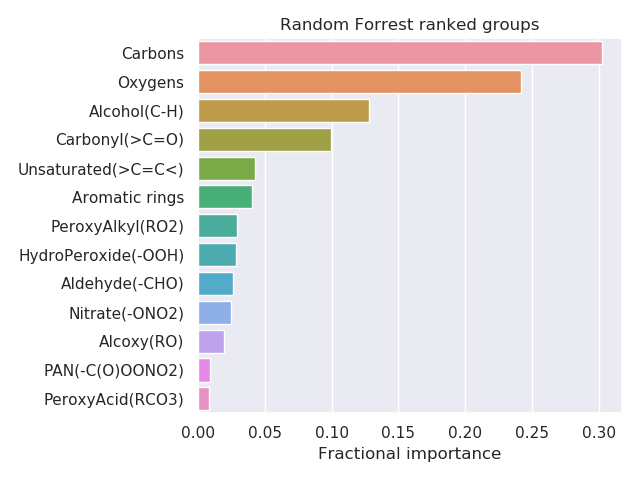 Random Forrest ranked groups
Carbons
Oxygens
Alcohol(C-H)
Carbonyl(>C=O)
Unsaturated(>C=C<)
Aromatic rings
PeroxyAlkyl(RO2)
HydroPeroxide(-OOH)
Aldehyde(-CHO)
Nitrate(-ONO2)
Alcoxy(RO)
PAN(-C(O)OONO2)
PeroxyAcid(RCO3)
0.00 0.05 0.10 0.15 0.20 0.25 0.30
Fractional importance